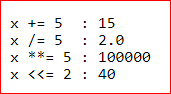 x += 5  : 15
x /= 5  : 2.0
x **= 5 : 100000
x <<= 2 : 40